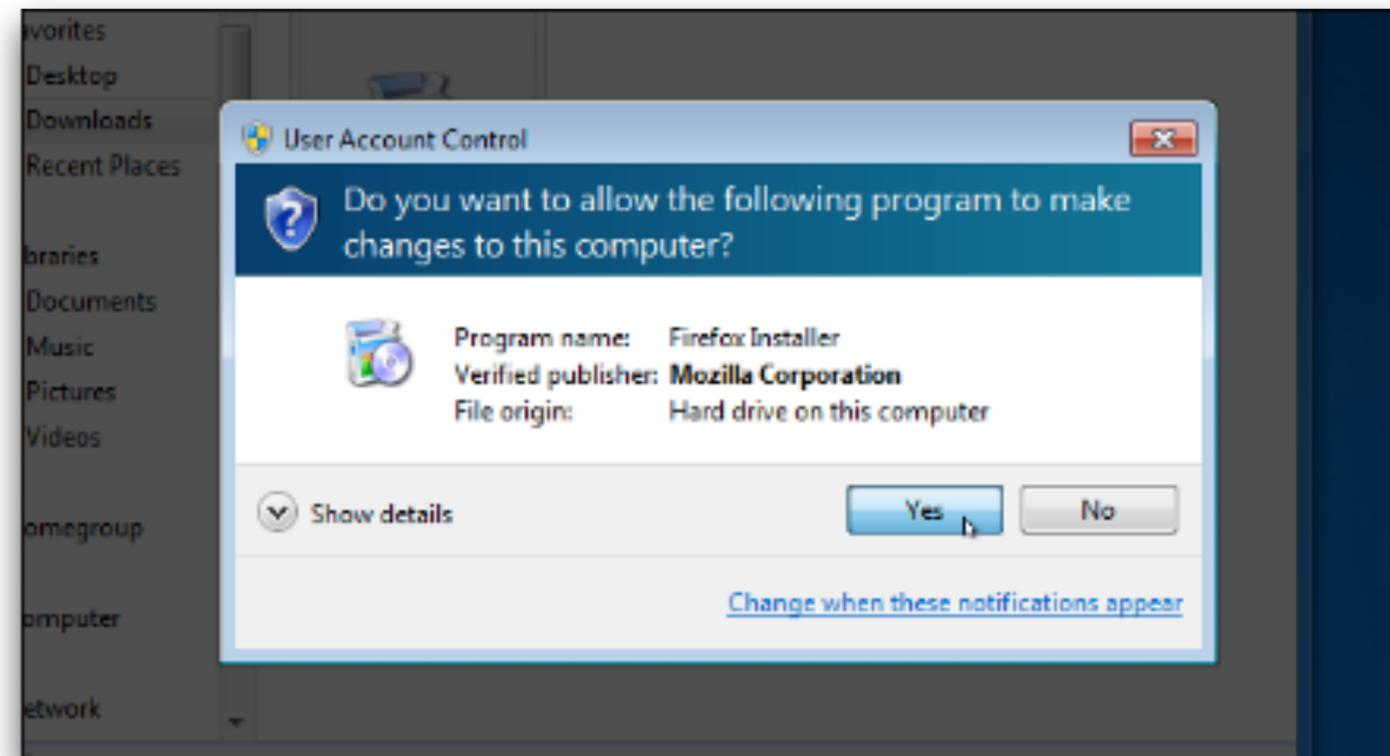 avorites
Desktop
Downloads
Recent Places
braries
Documents
Music
Pictures
Videos
omegroup
omputer
etwork
User Account Control
Do you want to allow the following program to make
changes to this computer?
Program name: Firefox Installer
Verified publisher: Mozilla Corporation
File origin: Hard drive on this computer
Show details
Yes
No
Change when these notifications appear